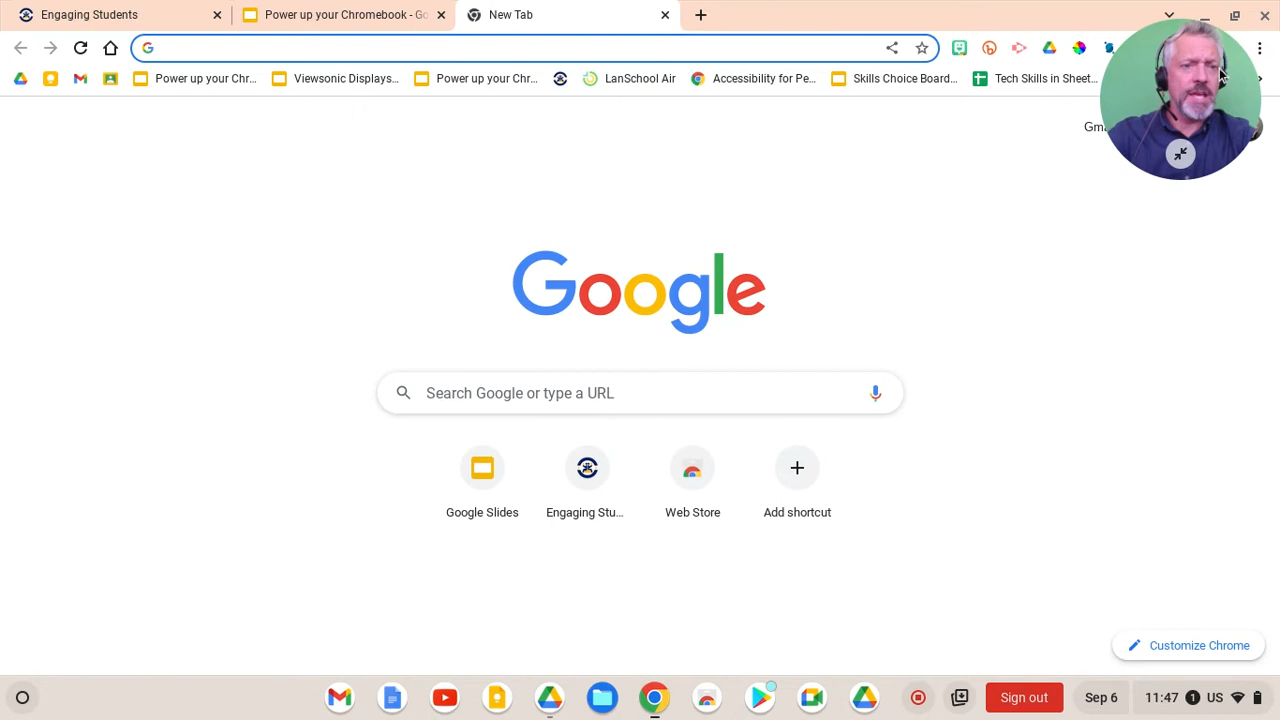 Engaging Students
Power up your Chromebook - Go
New Tab
Power up your Chr...
Viewsonic Displays...
Power up your Chr...
LanSchool Air
Accessibility for Pe...
Skills Choice Board...
Tech Skills in Sheet...
Google
Search Google or type a URL
Google Slides
Engaging Stu...
Web Store
Add shortcut
Customize Chrome
Sign out
Sep 6
11:47
1
US